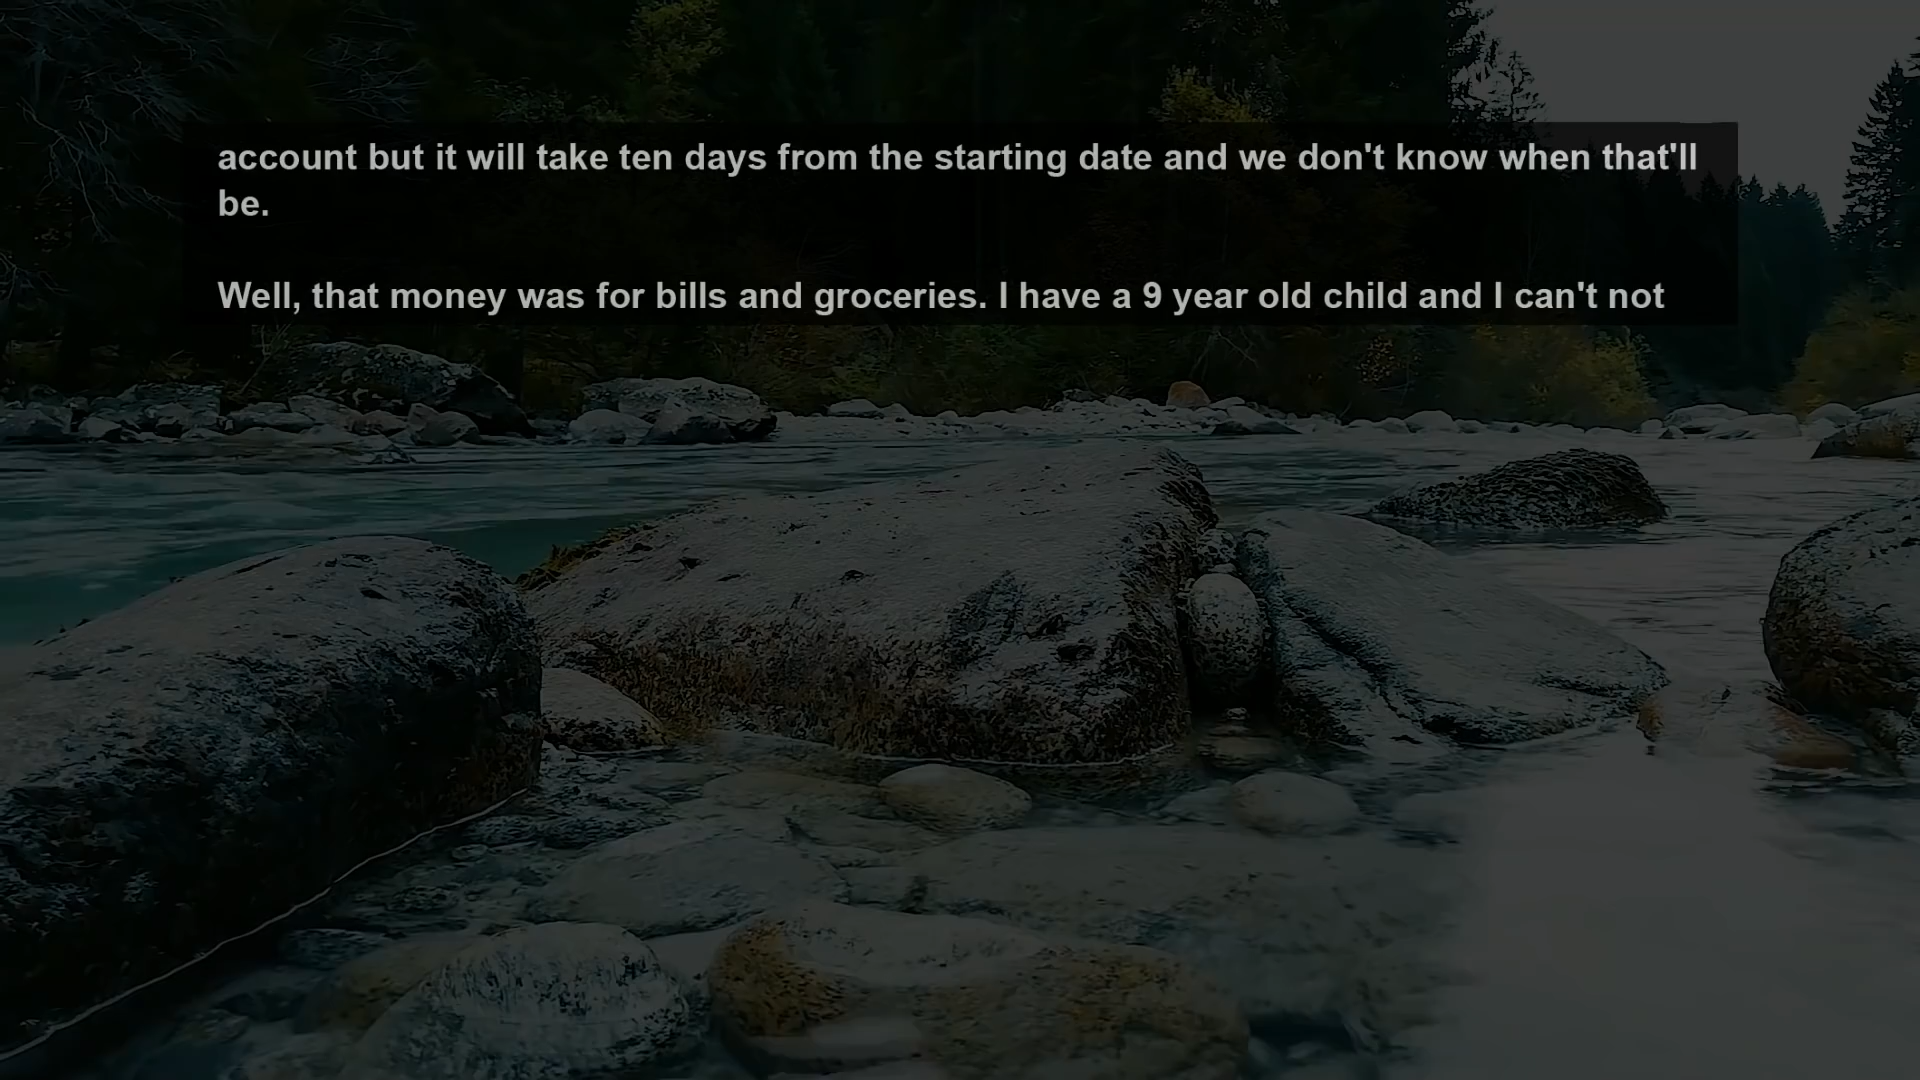 account but it will take ten days from the starting date and we don't know when that'll
be.
Well, that money was for bills and groceries. I have a 9 year old child and I can't not